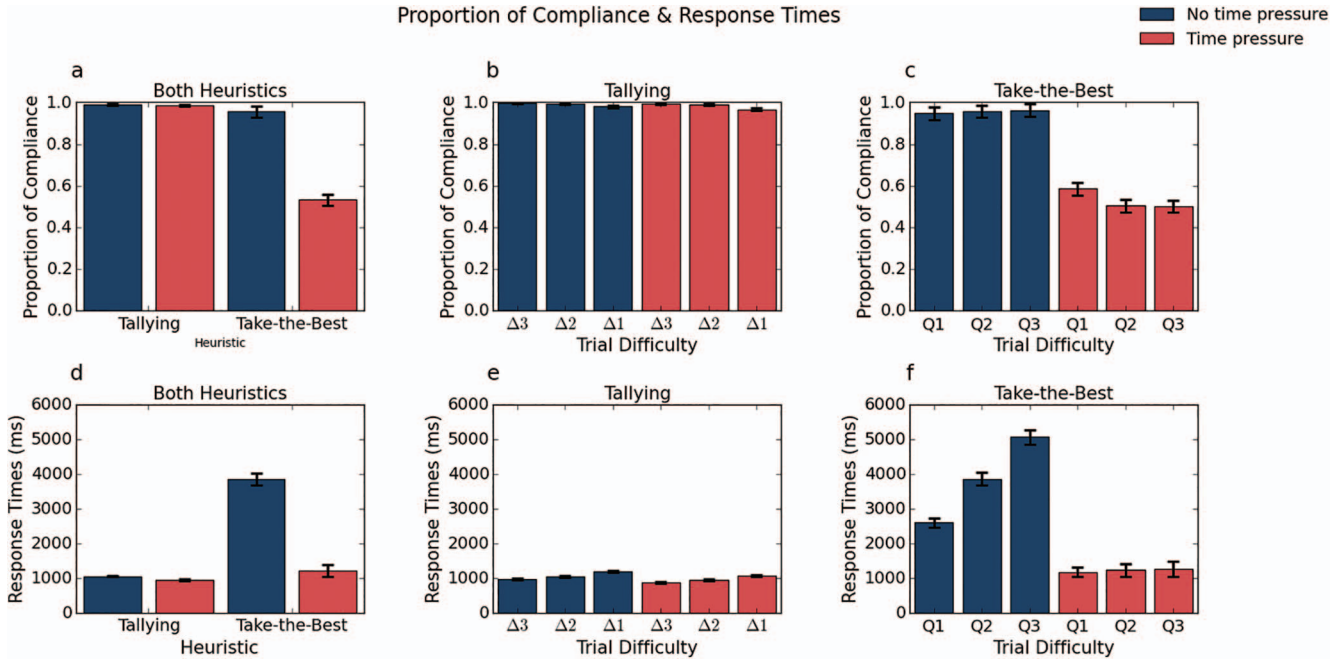 Proportion of Compliance & Response Times
No time pressure
Time pressure
a
Both Heuristics
Proportion of Compliance
1.0
0.8
0.6
0.4
0.2
0.0
Tallying Take-the-Best
Heuristic
b
Tallying
Proportion of Compliance
1.0
0.8
0.6
0.4
0.2
0.0
Δ3 Δ2 Δ1 Δ3 Δ2 Δ1
Trial Difficulty
c
Take-the-Best
Proportion of Compliance
1.0
0.8
0.6
0.4
0.2
0.0
Q1 Q2 Q3 Q1 Q2 Q3
Trial Difficulty
d
Both Heuristics
Response Times (ms)
6000
5000
4000
3000
2000
1000
0
Tallying Take-the-Best
Heuristic
e
Tallying
Response Times (ms)
6000
5000
4000
3000
2000
1000
0
Δ3 Δ2 Δ1 Δ3 Δ2 Δ1
Trial Difficulty
f
Take-the-Best
Response Times (ms)
6000
5000
4000
3000
2000
1000
0
Q1 Q2 Q3 Q1 Q2 Q3
Trial Difficulty